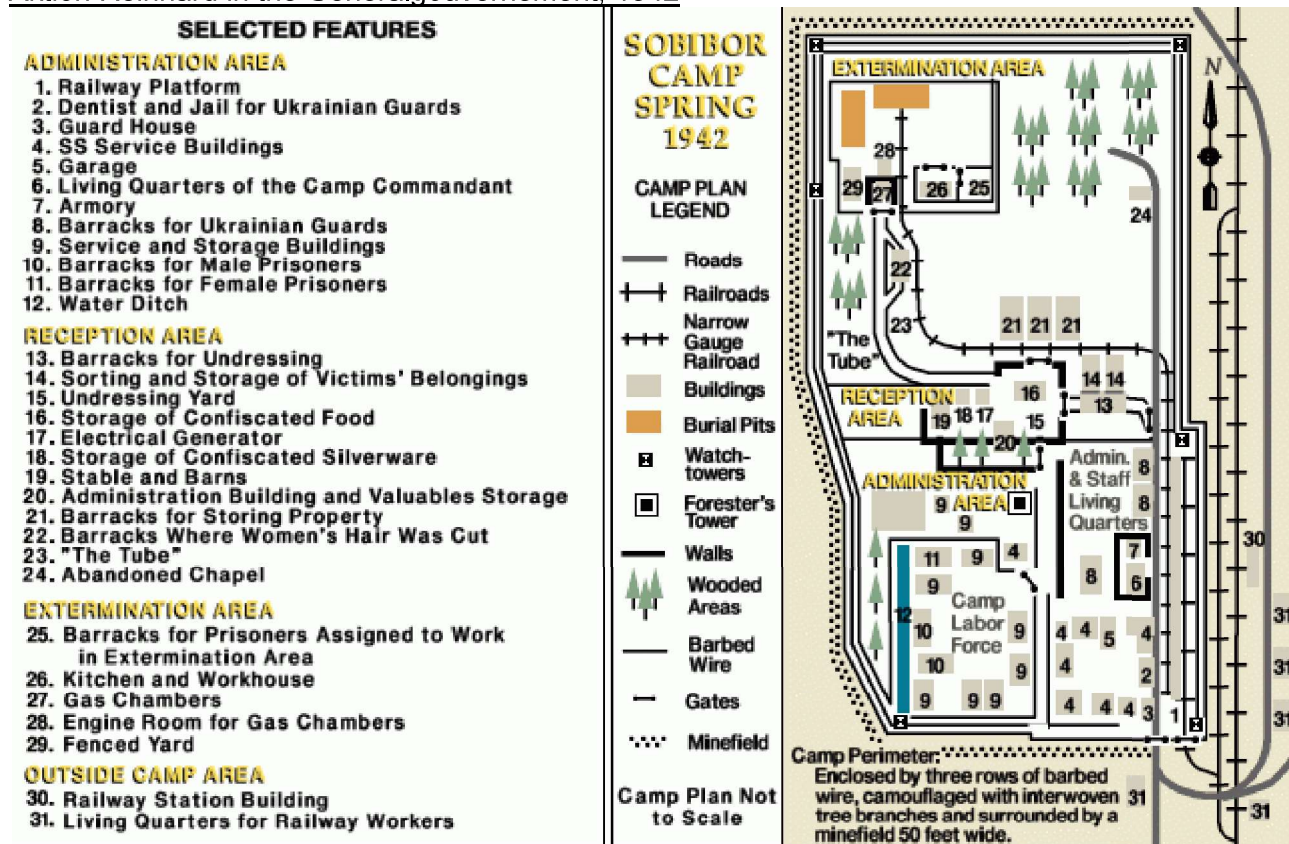 Aktion Reinhard in the Generalgouvernement, 1942
SELECTED FEATURES
ADMINISTRATION AREA
1. Railway Platform
2. Dentist and Jail for Ukrainian Guards
3. Guard House
4. SS Service Buildings
5. Garage
6. Living Quarters of the Camp Commandant
7. Armory
8. Barracks for Ukrainian Guards
9. Service and Storage Buildings
10. Barracks for Male Prisoners
11. Barracks for Female Prisoners
12. Water Ditch
RECEPTION AREA
13. Barracks for Undressing
14. Sorting and Storage of Victims' Belongings
15. Undressing Yard
16. Storage of Confiscated Food
17. Electrical Generator
18. Storage of Confiscated Silverware
19. Stable and Barns
20. Administration Building and Valuables Storage
21. Barracks for Storing Property
22. Barracks Where Women's Hair Was Cut
23. "The Tube"
24. Abandoned Chapel
EXTERMINATION AREA
25. Barracks for Prisoners Assigned to Work
in Extermination Area
26. Kitchen and Workhouse
27. Gas Chambers
28. Engine Room for Gas Chambers
29. Fenced Yard
OUTSIDE CAMP AREA
30. Railway Station Building
31. Living Quarters for Railway Workers
SOBIBOR
CAMP
SPRING
1942
CAMP PLAN
LEGEND
Roads
Railroads
Narrow
Gauge
Railroad
Buildings
Burial Pits
Watch-
towers
Forester's
Tower
Walls
Wooded
Areas
Barbed
Wire
Gates
Minefield
Camp Plan Not
to Scale
EXTERMINATION AREA
N
28
29
27
26
25
24
22
23
21 21 21
"The
Tube"
14 14
13
16
RECEPTION
AREA
19
18
17
15
20
ADMINISTRATION
AREA
Admin.
& Staff
Living
Quarters
8
8
9
9
30
11
9
4
7
9
8
6
12
Camp
Labor
Force
10
9
4
4
5
4
31
10
9
4
2
31
9
9 9
4
4
4
3
1
31
Camp Perimeter:
Enclosed by three rows of barbed
wire, camouflaged with interwoven
tree branches and surrounded by a
minefield 50 feet wide.
31
31